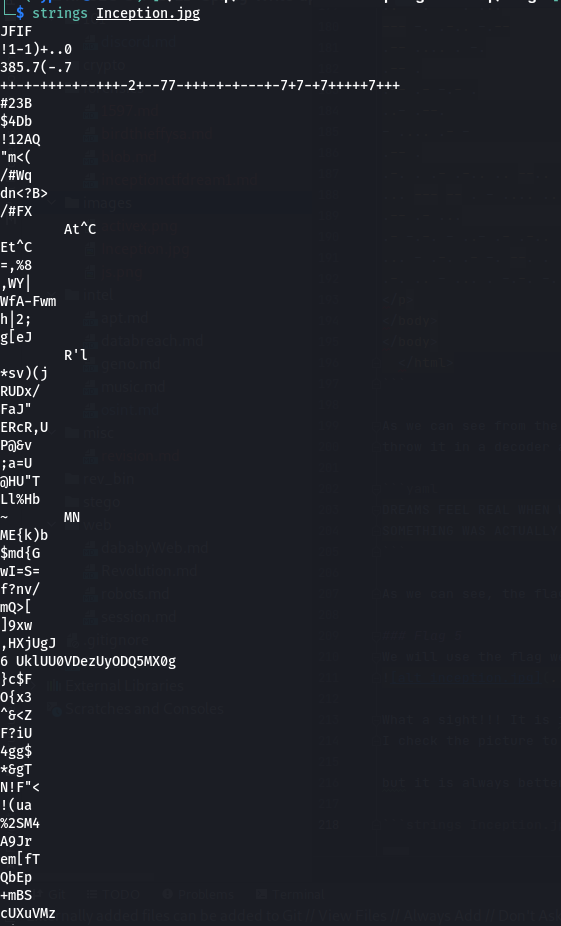 └─$ strings Inception.jpg
JFIF
!1-1)+..0
385.7(-.7
++-+-+++-+--+++-2+--77-+++-+-+---+-7+7-+7+++++7+++
#23B
$4Db
!12AQ
"m<(
/#Wq
dn<?B>
/#FX
At^C
Et^C
=,%8
,WY|
WfA-Fwm
h|2;
g[eJ
R'l
*sv)(j
RUDx/
FaJ"
ERcR,U
P@&v
;a=U
@HU"T
Ll%Hb
~ MN
ME{k)b
$md{G
wI=S=
f?nv/
mQ>[
]9xw
,HXjUgJ
6 UklUU0VDezUyODQ5MX0g
}c$F
O{x3
^&<Z
F?iU
4gg$
*&gT
N!F"<
!(ua
%2SM4
A9Jr
em[fT
QbEp
+mBS
cUXuVMz